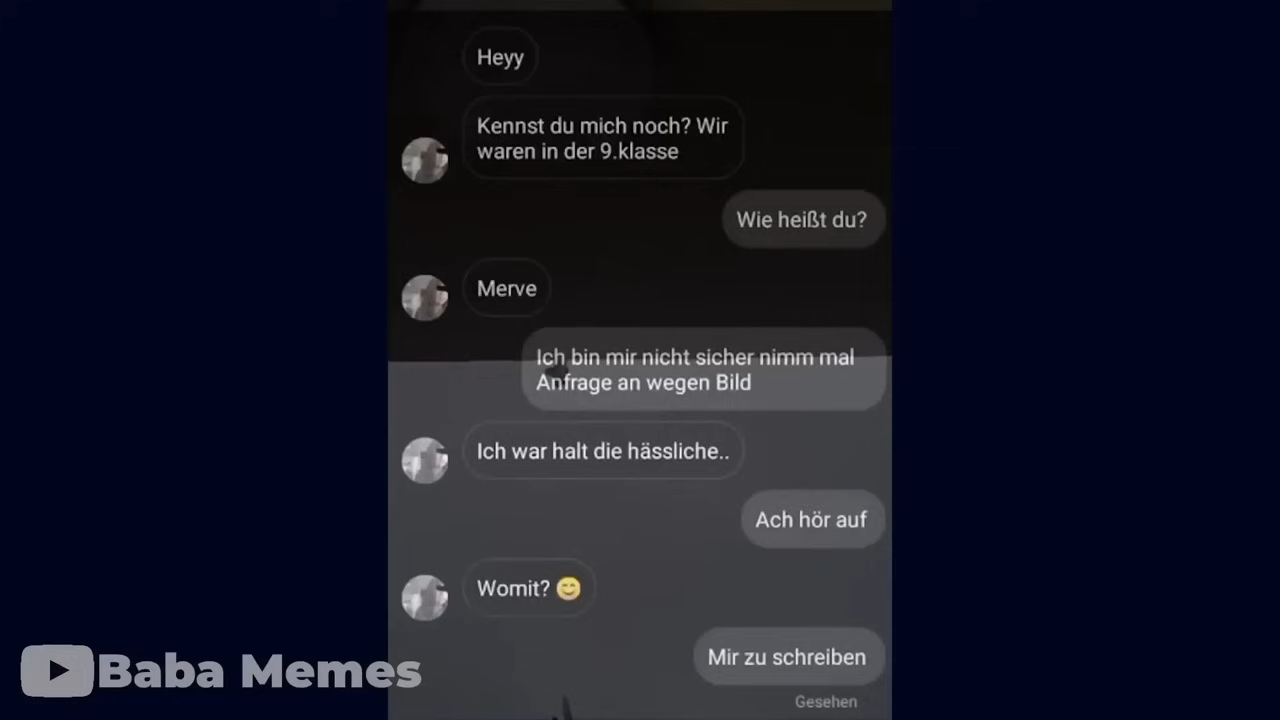 Heyy
Kennst du mich noch? Wir
waren in der 9.klasse
Wie heißt du?
Merve
Ich bin mir nicht sicher nimm mal
Anfrage an wegen Bild
Ich war halt die hässliche..
Ach hör auf
Womit? 😊
Mir zu schreiben
Gesehen
Baba Memes